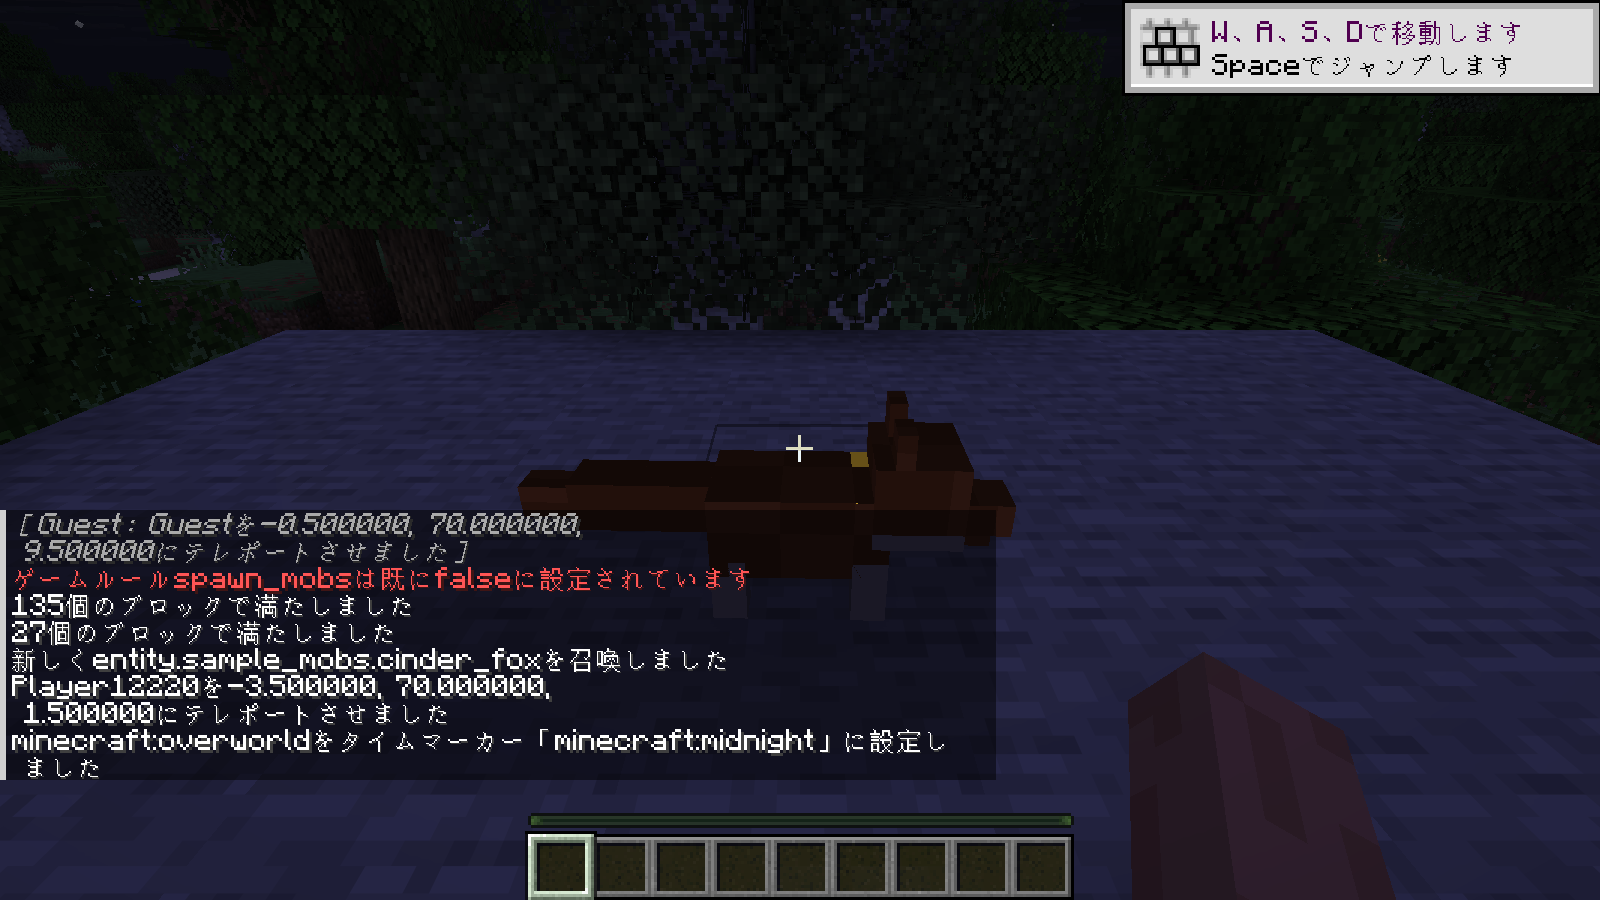 W、A、S、Dで移動します
Spaceでジャンプします
[Guest: Guestを-0.500000, 70.000000,
9.500000にテレポートさせました]
ゲームルールspawn_mobsは既にfalseに設定されています
135個のブロックで満たしました
27個のブロックで満たしました
新しくentity.sample_mobs.cinder_foxを召喚しました
Player12220を-3.500000, 70.000000,
1.500000にテレポートさせました
minecraft:overworldをタイムマーカー「minecraft:midnight」に設定し
ました